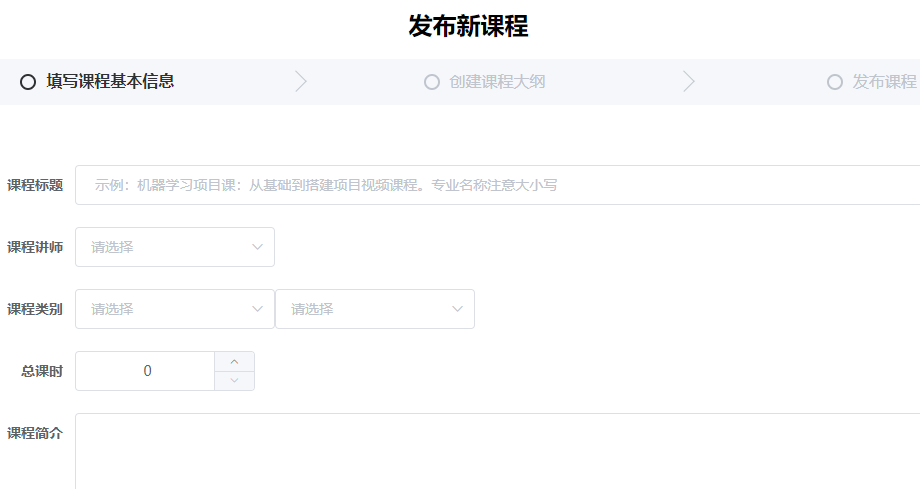 发布新课程
填写课程基本信息 创建课程大纲 发布课程
课程标题 示例：机器学习项目课：从基础到搭建项目视频课程。专业名称注意大小写
课程讲师 请选择
课程类别 请选择 请选择
总课时 0
课程简介